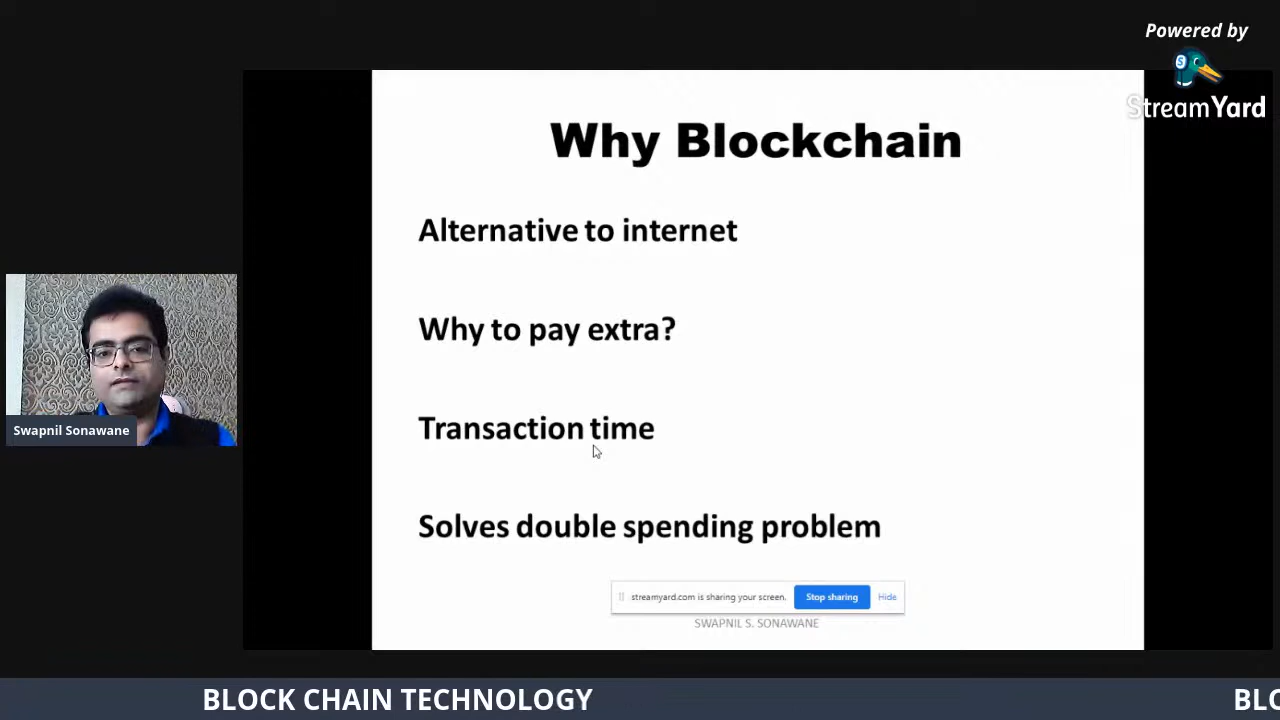 Powered by
StreamYard
Why Blockchain
Alternative to internet
Why to pay extra?
Transaction time
Solves double spending problem
streamyard.com is sharing your screen.
Stop sharing
Hide
SWAPNIL S. SONAWANE
Swapnil Sonawane
BLOCK CHAIN TECHNOLOGY
BLO